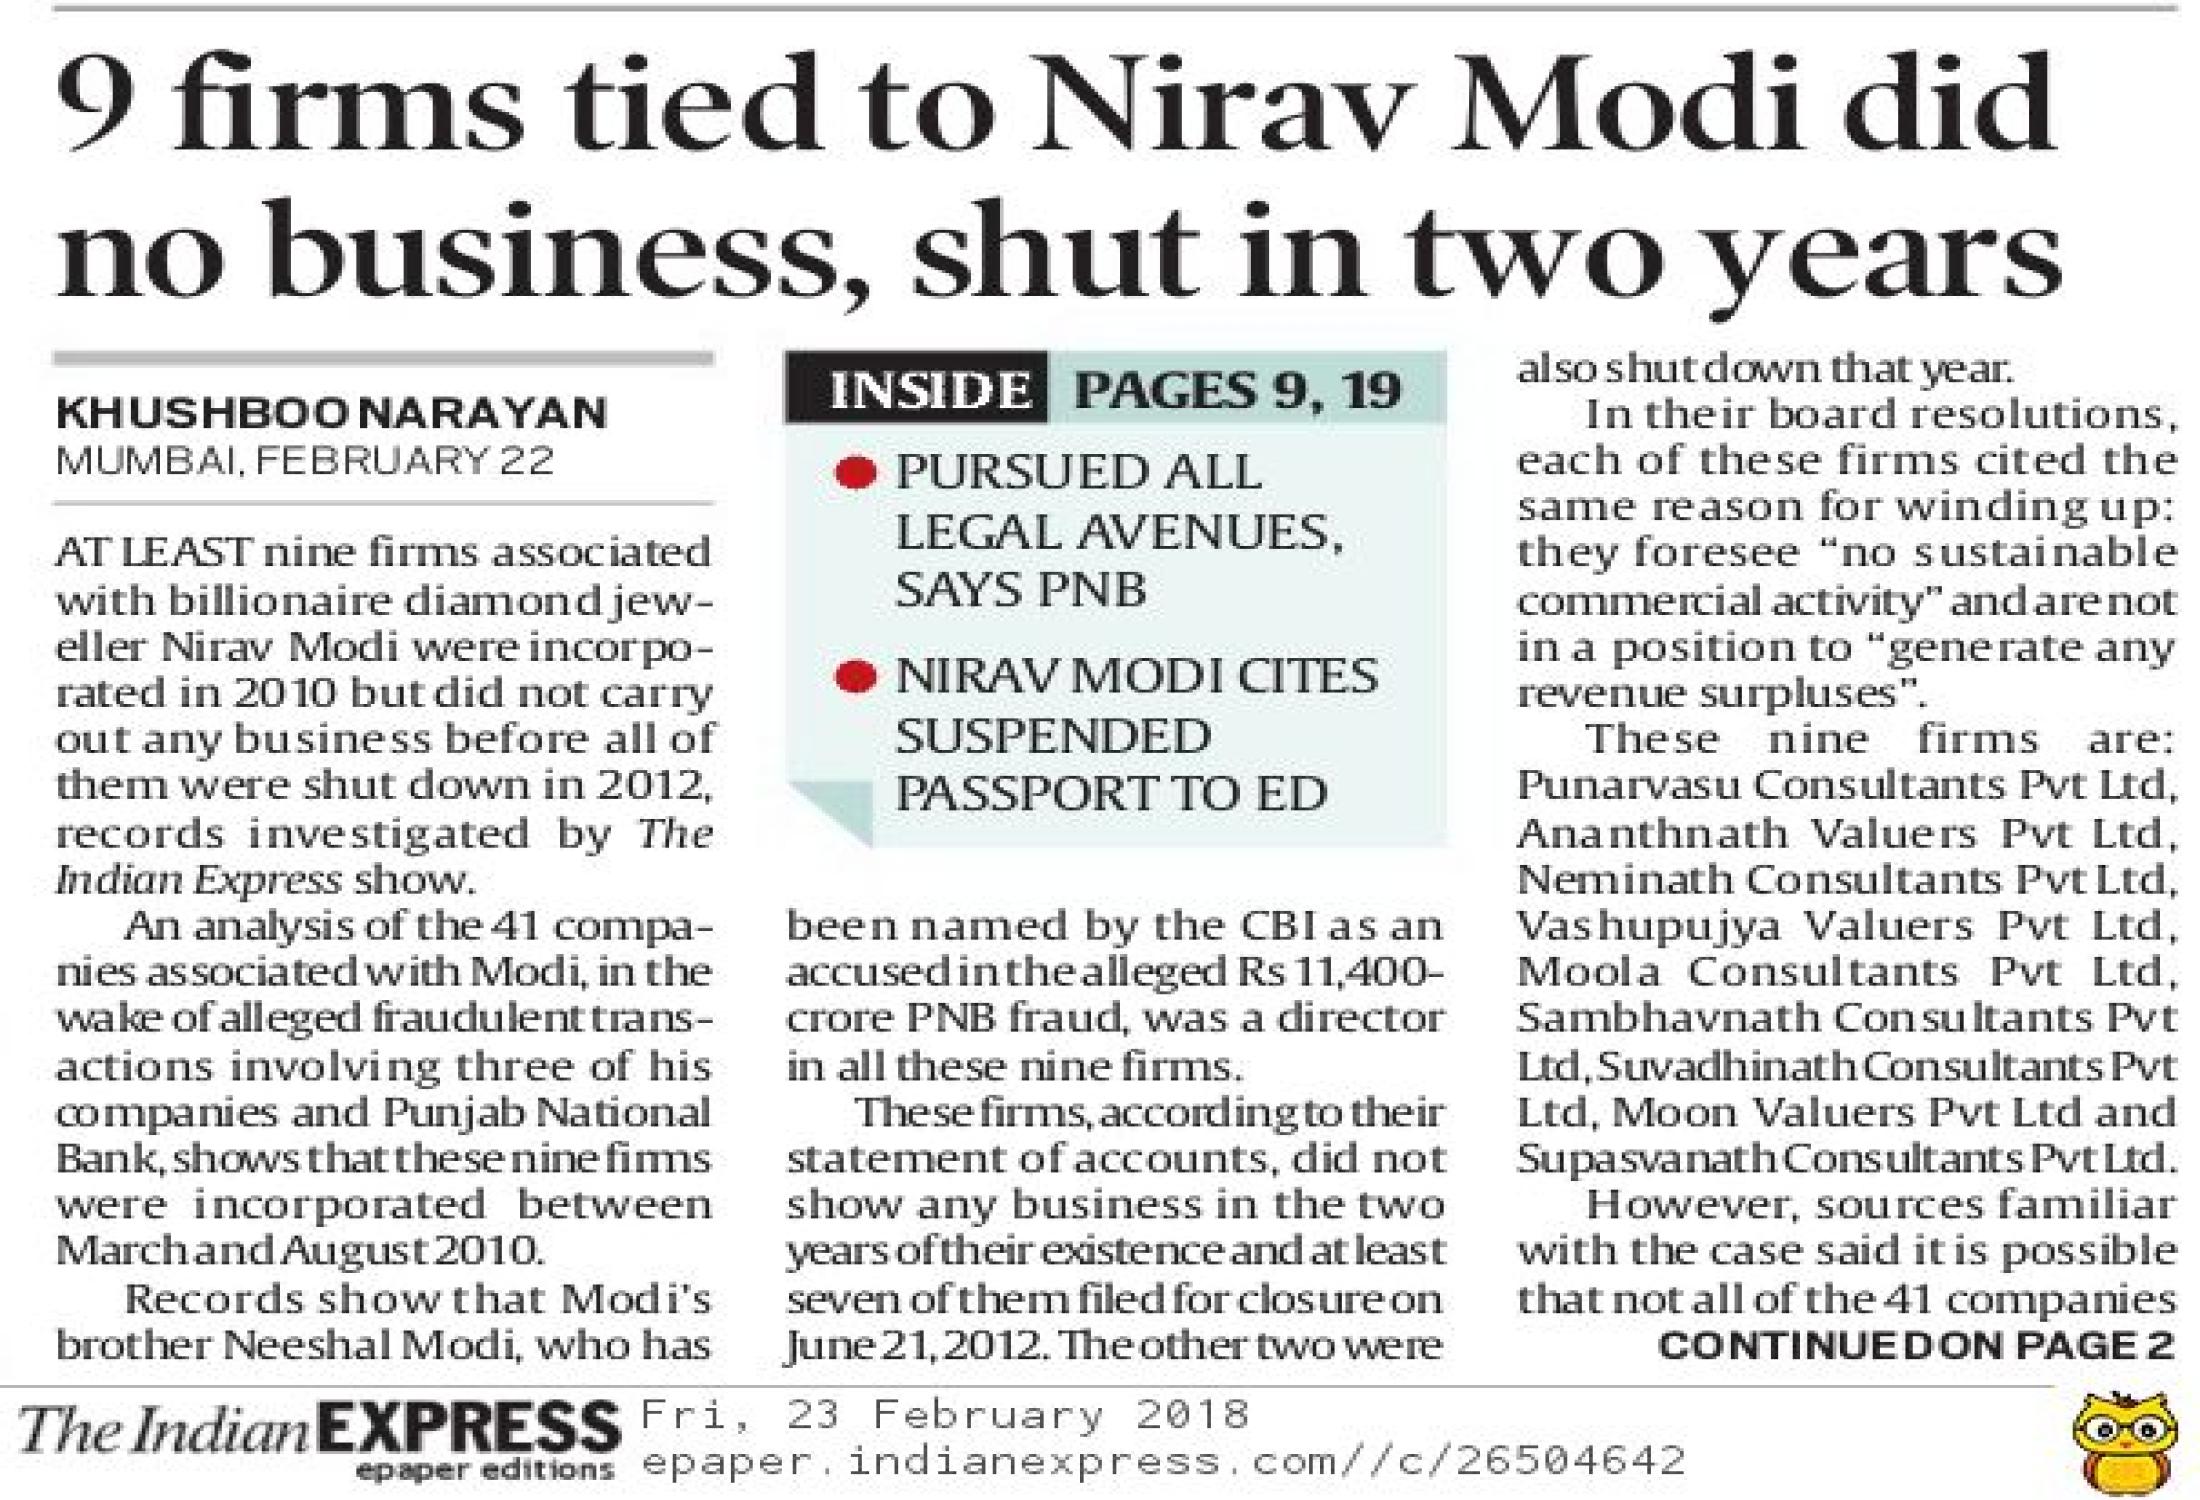 9 firms tied to Nirav Modi did
no business, shut in two years
KHUSHBOO NARAYAN
MUMBAI, FEBRUARY 22
AT LEAST nine firms associated
with billionaire diamond jew-
eller Nirav Modi were incorpo-
rated in 2010 but did not carry
out any business before all of
them were shut down in 2012,
records investigated by The
Indian Express show.
An analysis of the 41 compa-
nies associated with Modi, in the
wake of alleged fraudulent trans-
actions involving three of his
companies and Punjab National
Bank, shows that these nine firms
were incorporated between
March and August 2010.
Records show that Modi's
brother Neeshal Modi, who has
INSIDE PAGES 9, 19
● PURSUED ALL
LEGAL AVENUES,
SAYS PNB
● NIRAV MODI CITES
SUSPENDED
PASSPORT TO ED
been named by the CBI as an
accused in the alleged Rs 11,400-
crore PNB fraud, was a director
in all these nine firms.
These firms, according to their
statement of accounts, did not
show any business in the two
years of their existence and at least
seven of them filed for closure on
June 21, 2012. The other two were
also shut down that year.
In their board resolutions,
each of these firms cited the
same reason for winding up:
they foresee “no sustainable
commercial activity” and are not
in a position to “generate any
revenue surpluses”.
These nine firms are:
Punarvasu Consultants Pvt Ltd,
Ananthnath Valuers Pvt Ltd,
Neminath Consultants Pvt Ltd,
Vashupujya Valuers Pvt Ltd,
Moola Consultants Pvt Ltd,
Sambhavnath Consultants Pvt
Ltd, Suvadhinath Consultants Pvt
Ltd, Moon Valuers Pvt Ltd and
Supasvanath Consultants Pvt Ltd.
However, sources familiar
with the case said it is possible
that not all of the 41 companies
CONTINUED ON PAGE 2
The Indian EXPRESS
epaper editions
Fri, 23 February 2018
epaper.indianexpress.com//c/26504642